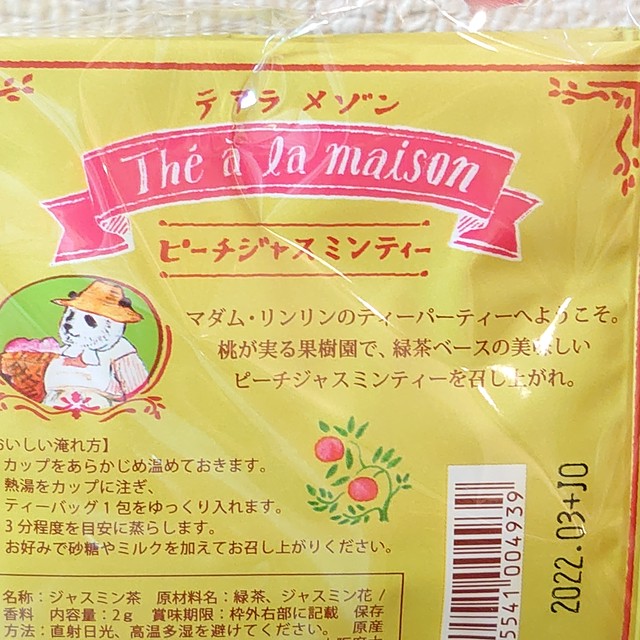 テアラ メゾン
Thé à la maison
ピーチジャスミンティー
マダム・リンリンのティーパーティーへようこそ。
桃が実る果樹園で、緑茶ベースの美味しい
ピーチジャスミンティーを召し上がれ。
おいしい淹れ方】
カップをあらかじめ温めておきます。
熱湯をカップに注ぎ、
ティーバッグ1包をゆっくり入れます。
3分程度を目安に蒸らします。
お好みで砂糖やミルクを加えてお召し上がりください。
名称：ジャスミン茶 原材料名：緑茶、ジャスミン花 /
香料 内容量：2g 賞味期限：枠外右部に記載 保存
方法：直射日光、高温多湿を避けてください。 原産
5541 004939
2022.03+JO